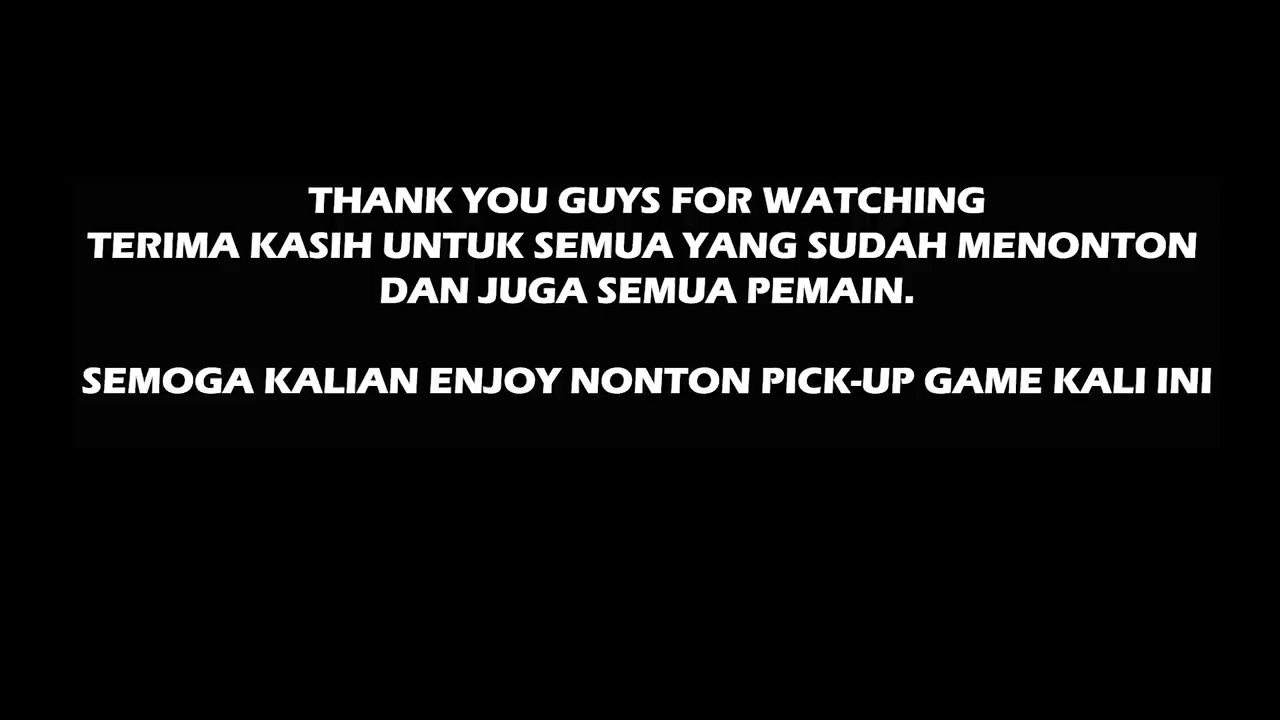 THANK YOU GUYS FOR WATCHING
TERIMA KASIH UNTUK SEMUA YANG SUDAH MENONTON
DAN JUGA SEMUA PEMAIN.
SEMOGA KALIAN ENJOY NONTON PICK-UP GAME KALI INI